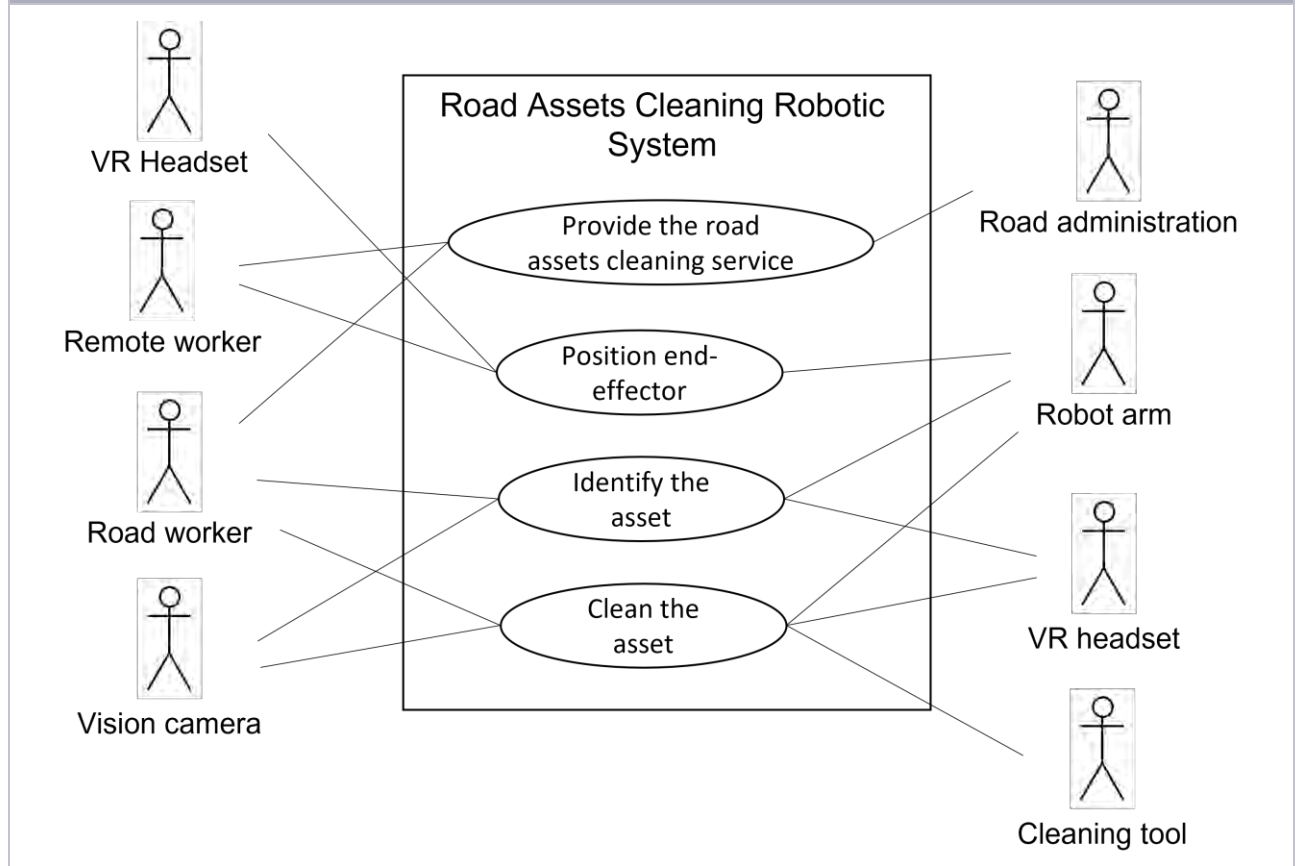 Road Assets Cleaning Robotic
System
VR Headset
Remote worker
Road worker
Vision camera
Provide the road
assets cleaning service
Position end-
effector
Identify the
asset
Clean the
asset
Road administration
Robot arm
VR headset
Cleaning tool